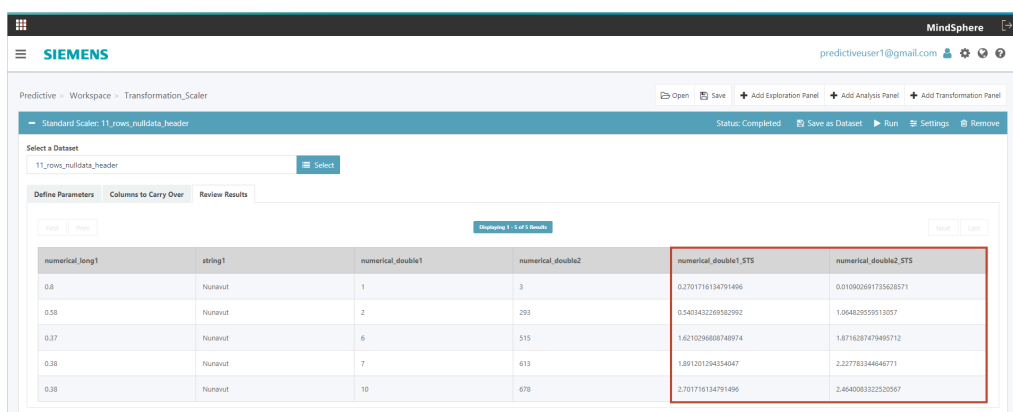 MindSphere
SIEMENS
predictiveuser1@gmail.com
Predictive > Workspace > Transformation_Scaler
Open Save Add Exploration Panel Add Analysis Panel Add Transformation Panel
Standard Scaler: 11_rows_nulldata_header Status: Completed Save as Dataset Run Settings Remove
Select a Dataset
11_rows_nulldata_header Select
Define Parameters Columns to Carry Over Review Results
First Prev Displaying 1 - 5 of 5 Results Next Last
numerical_long1 string1 numerical_double1 numerical_double2 numerical_double1_STS numerical_double2_STS
0.8 Nunavut 1 3 0.2701716134791496 0.010902691735628571
0.58 Nunavut 2 293 0.5403432269582992 1.064829559513057
0.37 Nunavut 6 515 1.6210296808748974 1.8716287479495712
0.38 Nunavut 7 613 1.891201294354047 2.227783344646771
0.38 Nunavut 10 678 2.701716134791496 2.4640083322520567